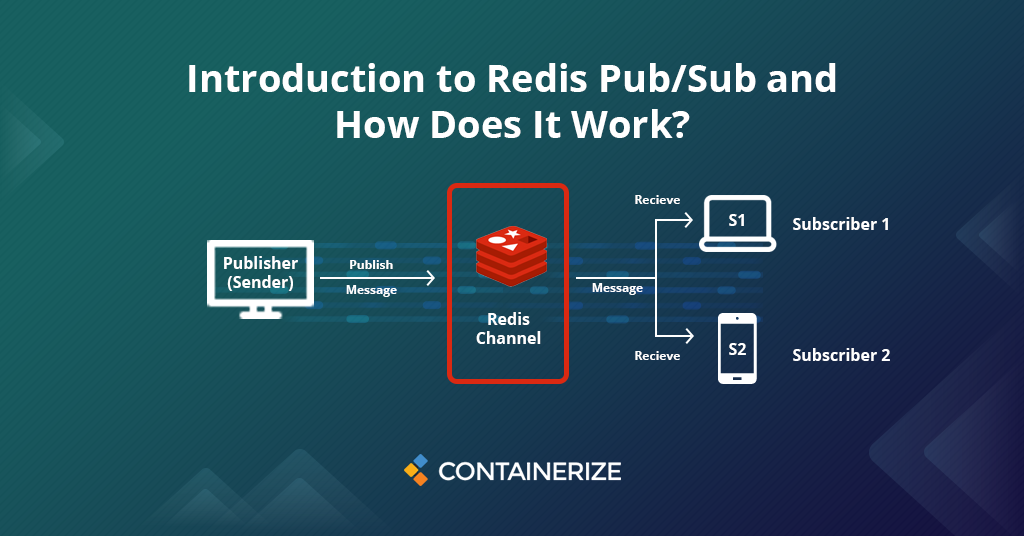 Introduction to Redis Pub/Sub and
How Does It Work?
Publisher
(Sender)
Publish
Message
Redis
Channel
Message
Recieve
S1
Subscriber 1
Recieve
S2
Subscriber 2
CONTAINERIZE